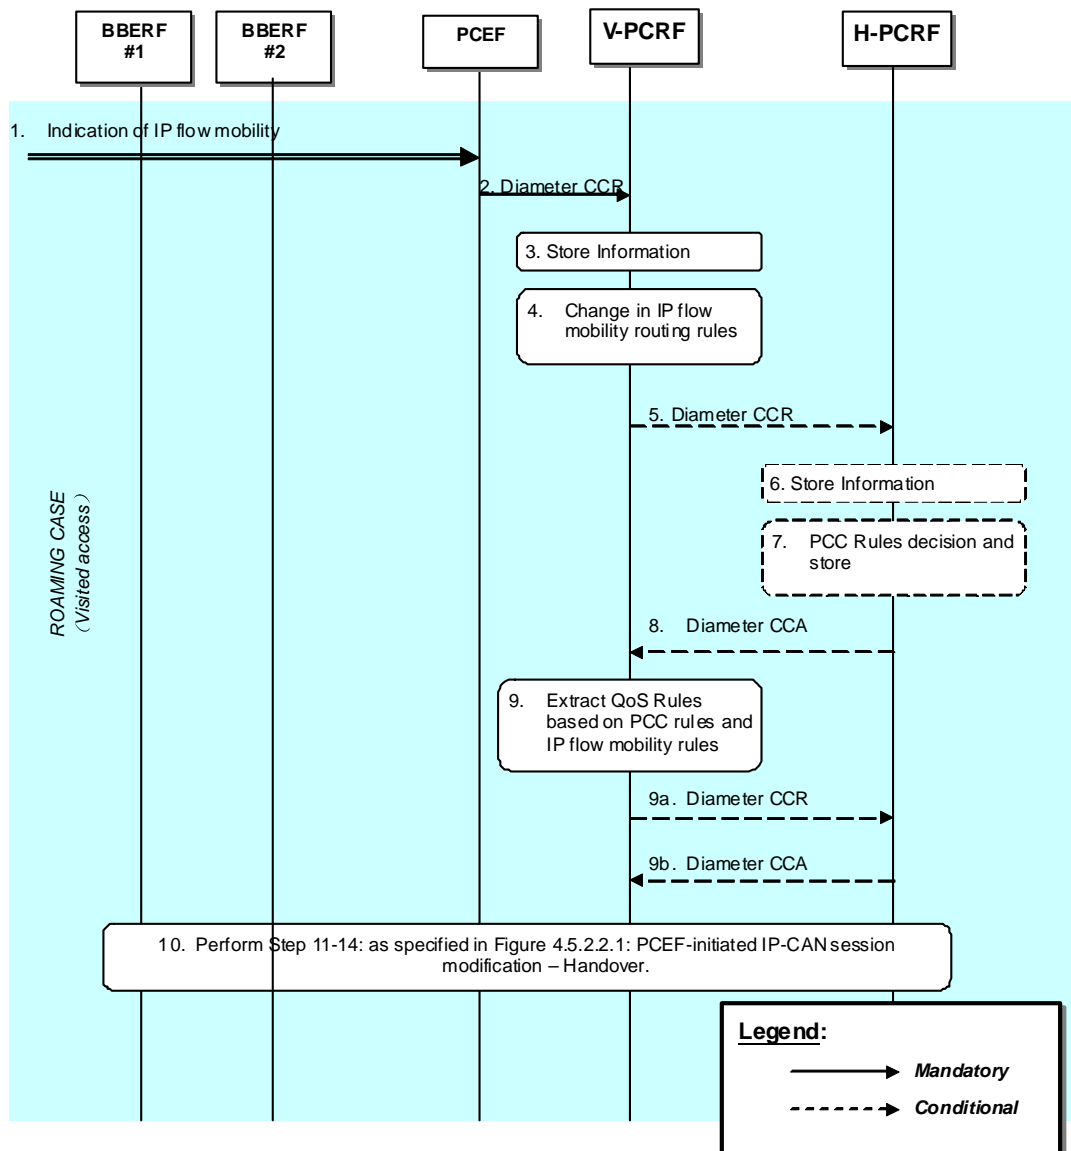 BBERF
#1
BBERF
#2
PCEF
V-PCRF
H-PCRF
1. Indication of IP flow mobility
2. Diameter CCR
3. Store Information
4. Change in IP flow
mobility routing rules
5. Diameter CCR
6. Store Information
7. PCC Rules decision and
store
ROAMING CASE
(Visited access)
8. Diameter CCA
9. Extract QoS Rules
based on PCC rules and
IP flow mobility rules
9a. Diameter CCR
9b. Diameter CCA
10. Perform Step 11-14: as specified in Figure 4.5.2.2.1: PCEF-initiated IP-CAN session
modification – Handover.
Legend:
Mandatory
Conditional